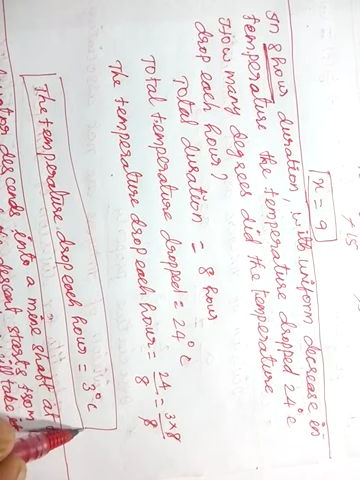 x = 9
In 8 hour duration, with uniform decrease in
temperature the temperature dropped 24°C
How many degrees did the temperature
drop each hour?
Total duration = 8 hour
Total temperature dropped = 24°C
The temperature drop each hour = 24/8 = 3×8/8
The temperature drop each hour = 3°C
descends into a mine shaft at
descent starts from
will take